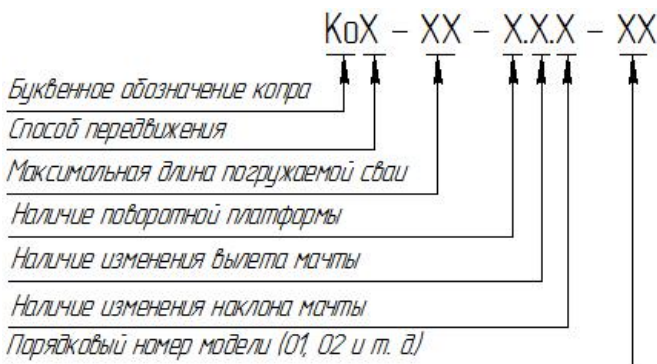 КоХ - ХХ - Х.Х.Х - ХХ
Буквенное обозначение копра
Способ передвижения
Максимальная длина погружаемой сваи
Наличие поворотной платформы
Наличие изменения вылета мачты
Наличие изменения наклона мачты
Порядковый номер модели (01, 02 и т. д.)